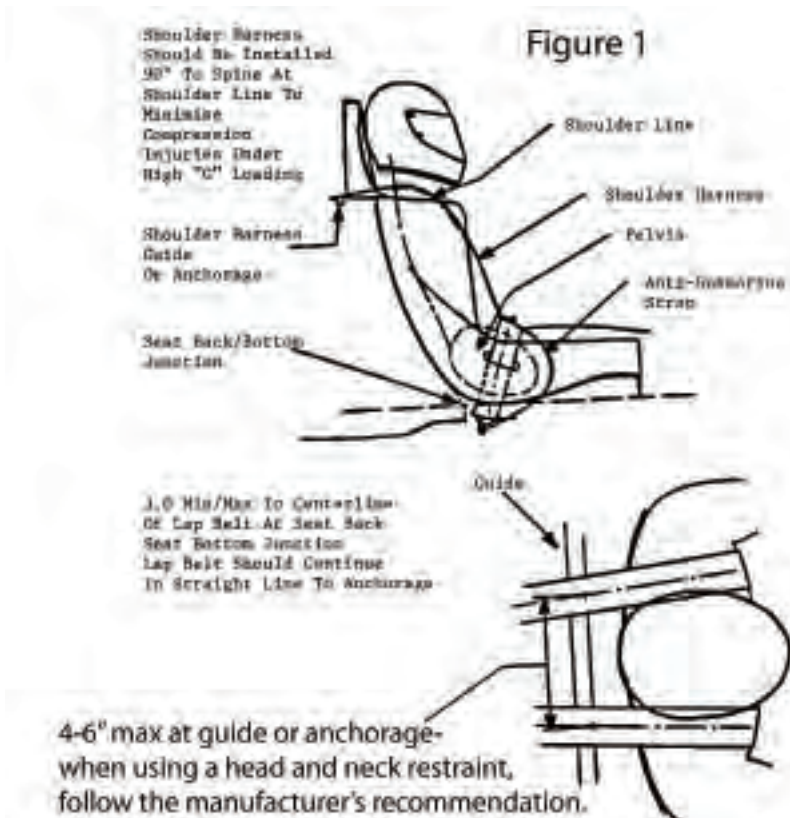 Figure 1
Shoulder Harness
Should Be Installed
90° To Spine At
Shoulder Line To
Minimise
Compression
Injuries Under
High "G" Loading
Shoulder line
Shoulder Harness
Pelvis
Shoulder Harness
Guide
Or Anchorage
Anti-Submarine
Strap
Seat Back/Bottom
Junction
Guide
Min/Max To Centerline
Of Lap Belt At Seat Back
Seat Bottom Junction
Lap Belt Should Continue
In Straight Line To Anchorage
4-6" max at guide or anchorage-
when using a head and neck restraint,
follow the manufacturer's recommendation.